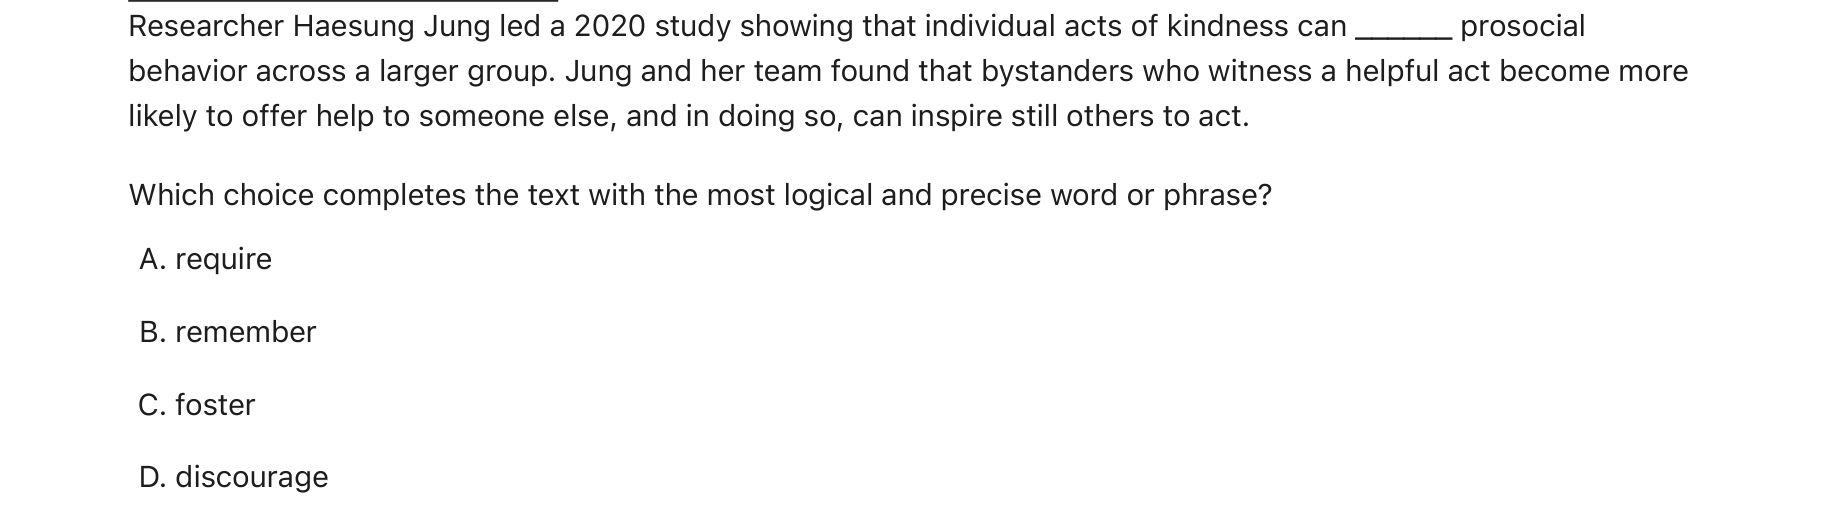 Researcher Haesung Jung led a 2020 study showing that individual acts of kindness can ______ prosocial
behavior across a larger group. Jung and her team found that bystanders who witness a helpful act become more
likely to offer help to someone else, and in doing so, can inspire still others to act.
Which choice completes the text with the most logical and precise word or phrase?
A. require
B. remember
C. foster
D. discourage